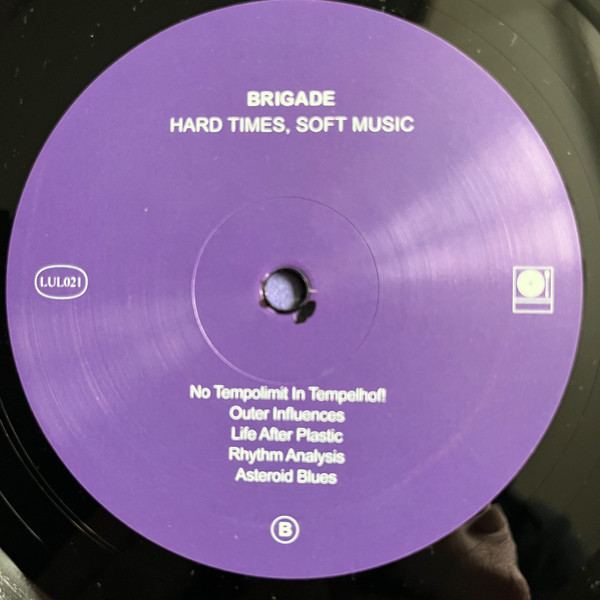 BRIGADE
HARD TIMES, SOFT MUSIC
LUL021
No Tempolimit In Tempelhof!
Outer Influences
Life After Plastic
Rhythm Analysis
Asteroid Blues
B